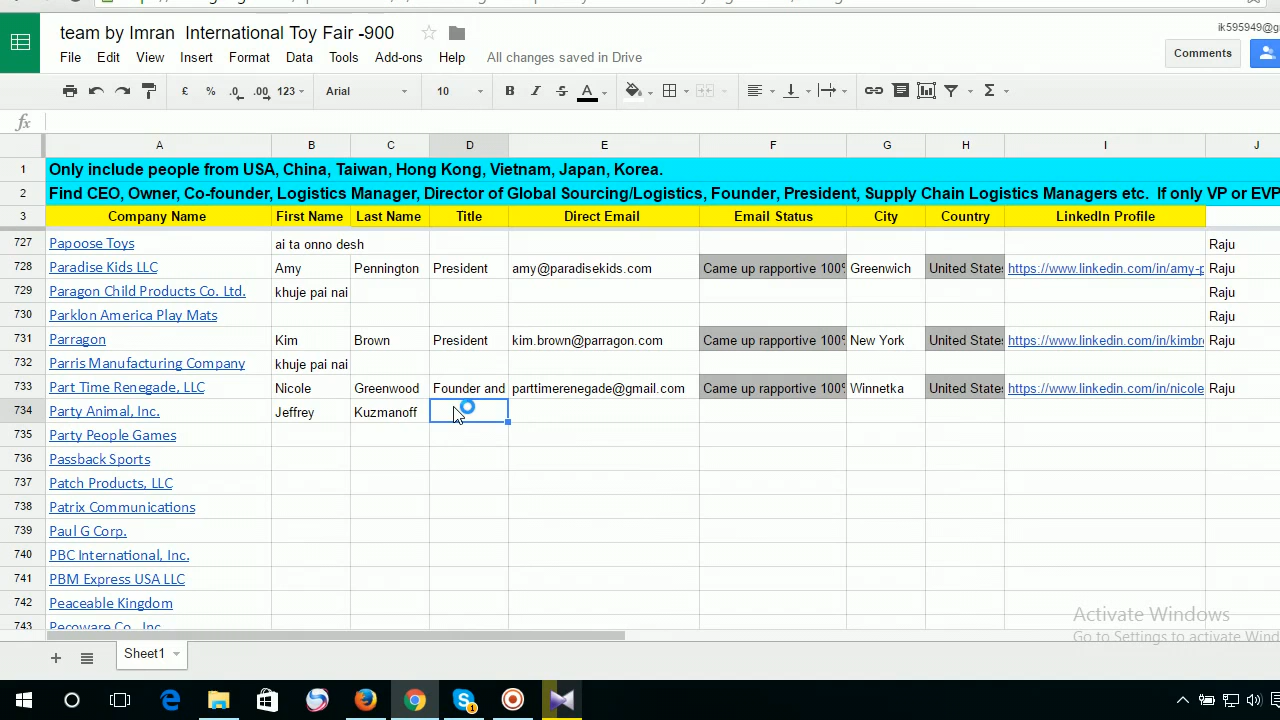 team by Imran International Toy Fair -900
ik595949@g
File Edit View Insert Format Data Tools Add-ons Help All changes saved in Drive
Comments
£ % .0 .00 123 Arial 10 B I S A Σ
fx
A B C D E F G H I J
1 Only include people from USA, China, Taiwan, Hong Kong, Vietnam, Japan, Korea.
2 Find CEO, Owner, Co-founder, Logistics Manager, Director of Global Sourcing/Logistics, Founder, President, Supply Chain Logistics Managers etc. If only VP or EVP
3 Company Name First Name Last Name Title Direct Email Email Status City Country LinkedIn Profile
727 Papoose Toys ai ta onno desh Raju
728 Paradise Kids LLC Amy Pennington President amy@paradisekids.com Came up rapportive 100% Greenwich United States https://www.linkedin.com/in/amy-p Raju
729 Paragon Child Products Co. Ltd. khuje pai nai Raju
730 Parklon America Play Mats Raju
731 Parragon Kim Brown President kim.brown@parragon.com Came up rapportive 100% New York United States https://www.linkedin.com/in/kimbr Raju
732 Parris Manufacturing Company khuje pai nai
733 Part Time Renegade, LLC Nicole Greenwood Founder and parttimerenegade@gmail.com Came up rapportive 100% Winnetka United States https://www.linkedin.com/in/nicole Raju
734 Party Animal, Inc. Jeffrey Kuzmanoff
735 Party People Games
736 Passback Sports
737 Patch Products, LLC
738 Patrix Communications
739 Paul G Corp.
740 PBC International, Inc.
741 PBM Express USA LLC
742 Peaceable Kingdom
743 Pecoware Co., Inc.
Activate Windows
Go to Settings to activate Wind
Sheet1